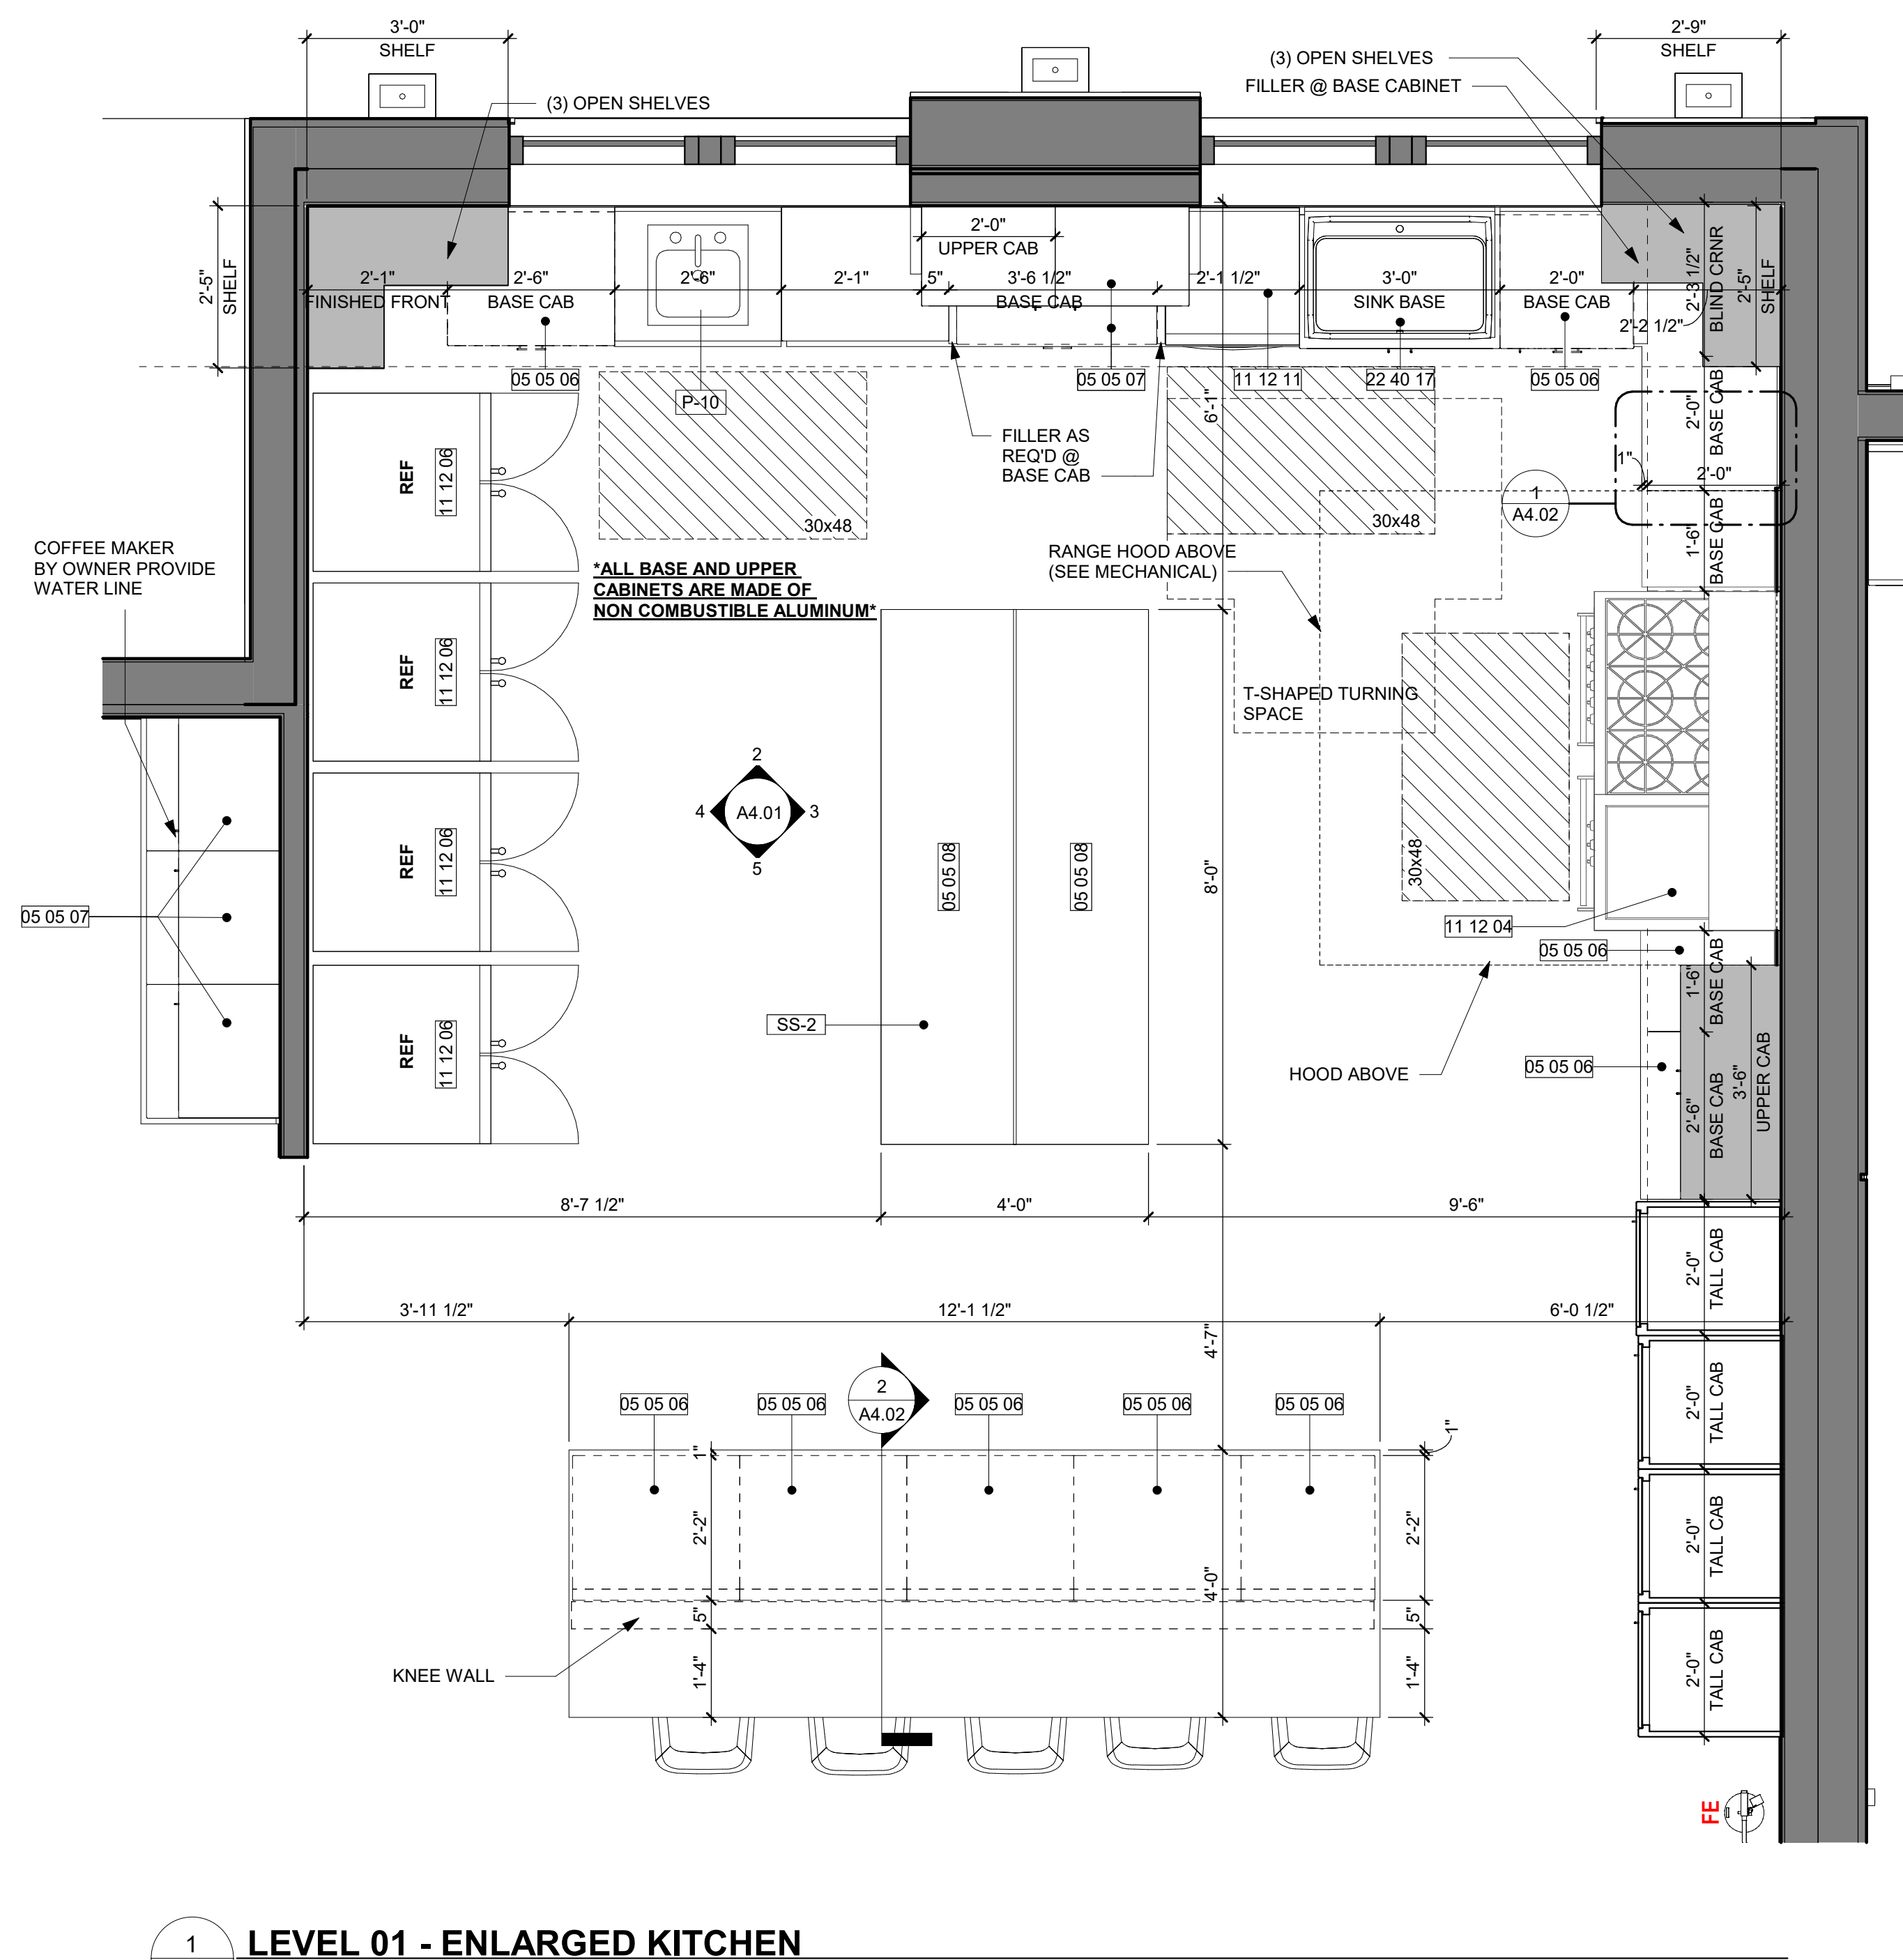 3'-0"
SHELF
2'-9"
SHELF
(3) OPEN SHELVES
(3) OPEN SHELVES
FILLER @ BASE CABINET
2'-5"
SHELF
2'-0"
UPPER CAB
2'-1"
FINISHED FRONT
2'-6"
BASE CAB
2'-6"
2'-1"
5"
3'-6 1/2"
BASE CAB
2'-1 1/2"
3'-0"
SINK BASE
2'-0"
BASE CAB
2'-2 1/2"
2'-3 1/2"
BLIND CRNR
2'-5"
SHELF
05 05 06
P-10
05 05 07
11 12 11
22 40 17
05 05 06
6'-1"
2'-0"
BASE CAB
FILLER AS
REQ'D @
BASE CAB
30x48
30x48
1"
2'-0"
1
A4.02
1'-6"
BASE CAB
REF
11 12 06
COFFEE MAKER
BY OWNER PROVIDE
WATER LINE
*ALL BASE AND UPPER
CABINETS ARE MADE OF
NON COMBUSTIBLE ALUMINUM*
RANGE HOOD ABOVE
(SEE MECHANICAL)
REF
11 12 06
T-SHAPED TURNING
SPACE
2
4
A4.01
3
5
REF
11 12 06
05 05 08
05 05 08
8'-0"
30x48
05 05 07
11 12 04
05 05 06
1'-6"
BASE CAB
SS-2
REF
11 12 06
HOOD ABOVE
05 05 06
2'-6"
BASE CAB
3'-6"
UPPER CAB
8'-7 1/2"
4'-0"
9'-6"
2'-0"
TALL CAB
3'-11 1/2"
12'-1 1/2"
6'-0 1/2"
4'-7"
2'-0"
TALL CAB
05 05 06
05 05 06
2
A4.02
05 05 06
05 05 06
05 05 06
1"
1"
2'-2"
2'-2"
2'-0"
TALL CAB
4'-0"
5"
5"
KNEE WALL
1'-4"
1'-4"
2'-0"
TALL CAB
FE
1
LEVEL 01 - ENLARGED KITCHEN